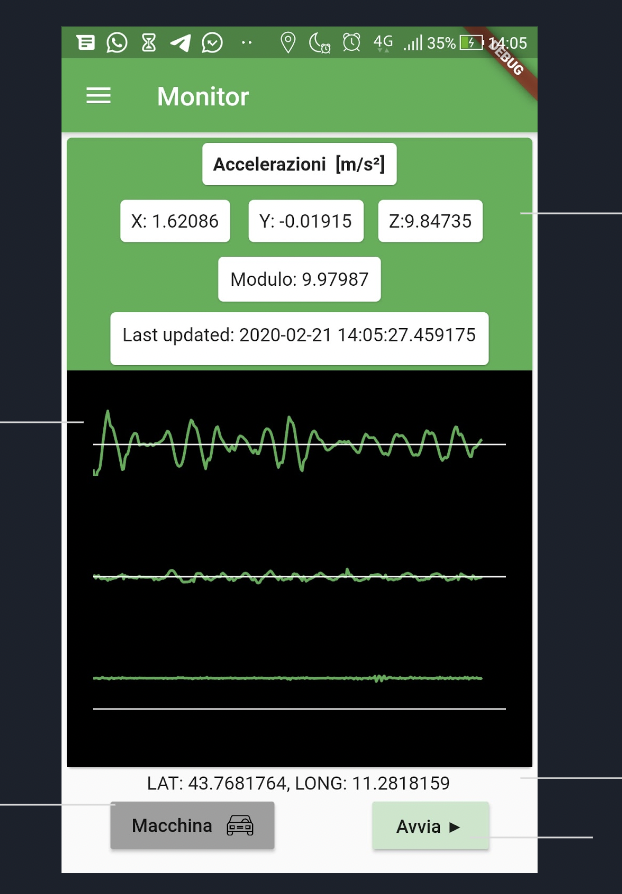 4G 35% 14:05
DEBUG
Monitor
Accelerazioni [m/s²]
X: 1.62086 Y: -0.01915 Z:9.84735
Modulo: 9.97987
Last updated: 2020-02-21 14:05:27.459175
LAT: 43.7681764, LONG: 11.2818159
Macchina Avvia ►